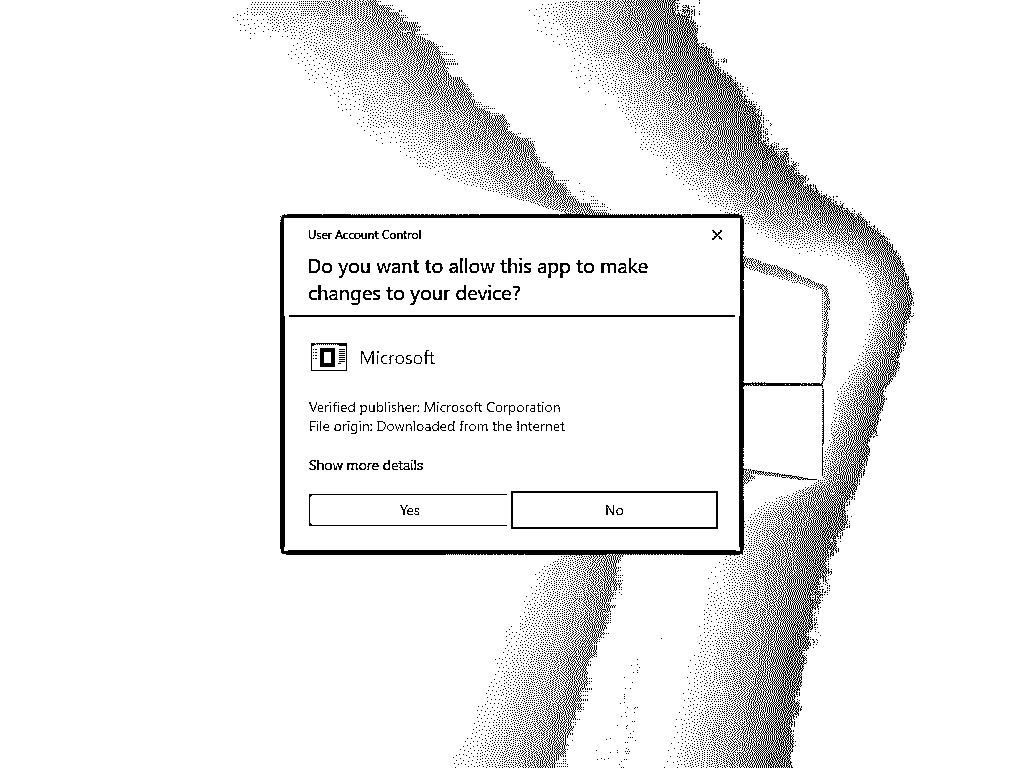 User Account Control
Do you want to allow this app to make
changes to your device?
Microsoft
Verified publisher: Microsoft Corporation
File origin: Downloaded from the Internet
Show more details
Yes
No